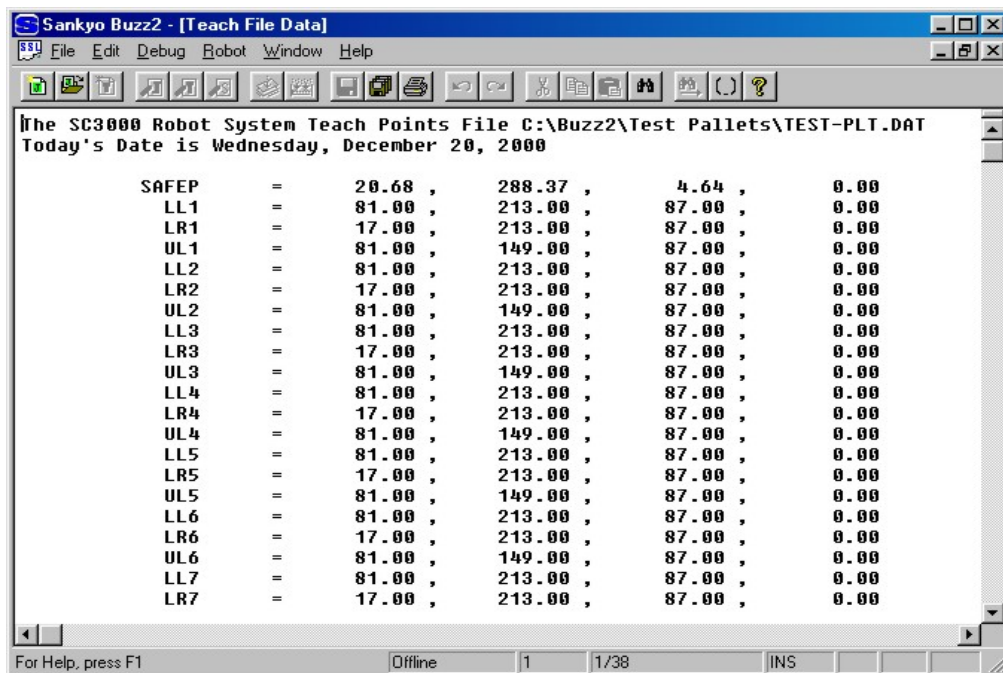 Sankyo Buzz2 - [Teach File Data]
File Edit Debug Robot Window Help
The SC3000 Robot System Teach Points File C:\Buzz2\Test Pallets\TEST-PLT.DAT
Today's Date is Wednesday, December 20, 2000
SAFEP = 20.68 , 288.37 , 4.64 , 0.00
LL1 = 81.00 , 213.00 , 87.00 , 0.00
LR1 = 17.00 , 213.00 , 87.00 , 0.00
UL1 = 81.00 , 149.00 , 87.00 , 0.00
LL2 = 81.00 , 213.00 , 87.00 , 0.00
LR2 = 17.00 , 213.00 , 87.00 , 0.00
UL2 = 81.00 , 149.00 , 87.00 , 0.00
LL3 = 81.00 , 213.00 , 87.00 , 0.00
LR3 = 17.00 , 213.00 , 87.00 , 0.00
UL3 = 81.00 , 149.00 , 87.00 , 0.00
LL4 = 81.00 , 213.00 , 87.00 , 0.00
LR4 = 17.00 , 213.00 , 87.00 , 0.00
UL4 = 81.00 , 149.00 , 87.00 , 0.00
LL5 = 81.00 , 213.00 , 87.00 , 0.00
LR5 = 17.00 , 213.00 , 87.00 , 0.00
UL5 = 81.00 , 149.00 , 87.00 , 0.00
LL6 = 81.00 , 213.00 , 87.00 , 0.00
LR6 = 17.00 , 213.00 , 87.00 , 0.00
UL6 = 81.00 , 149.00 , 87.00 , 0.00
LL7 = 81.00 , 213.00 , 87.00 , 0.00
LR7 = 17.00 , 213.00 , 87.00 , 0.00
For Help, press F1 Offline 1 1/38 INS